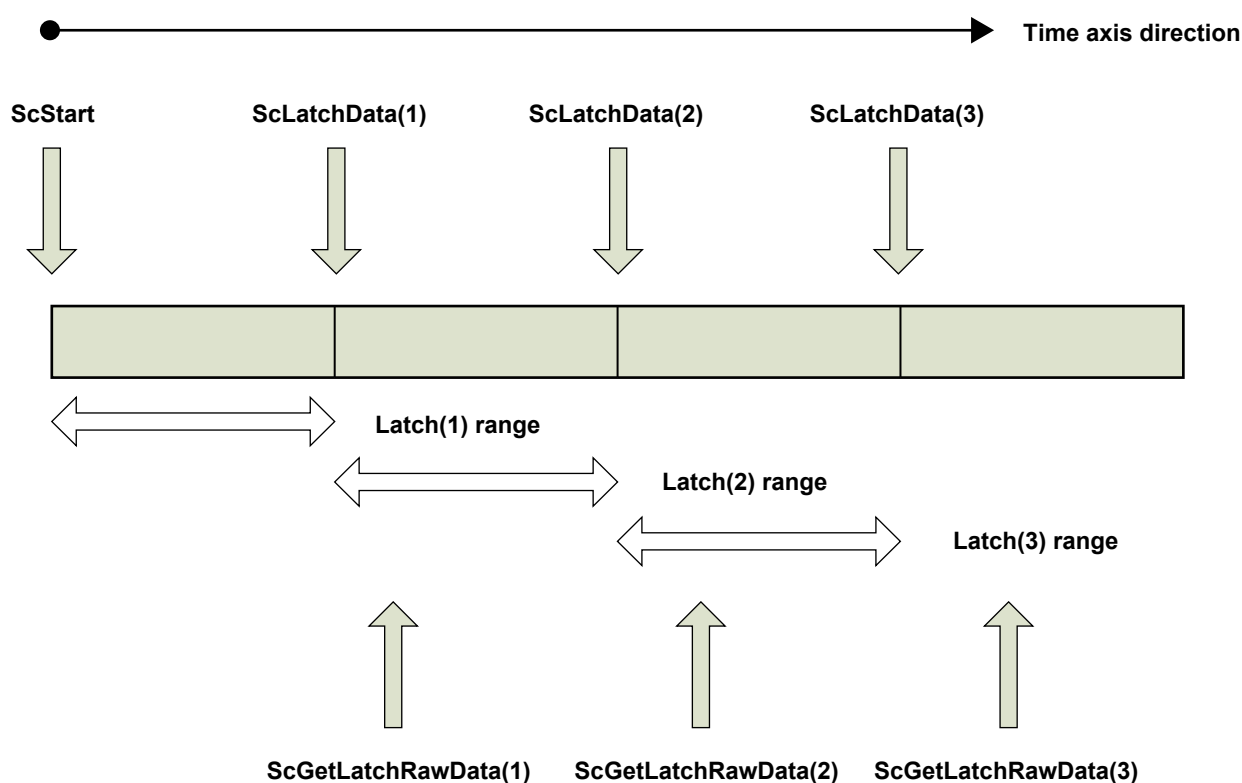 Time axis direction
ScStart
ScLatchData(1)
ScLatchData(2)
ScLatchData(3)
Latch(1) range
Latch(2) range
Latch(3) range
ScGetLatchRawData(1)
ScGetLatchRawData(2)
ScGetLatchRawData(3)